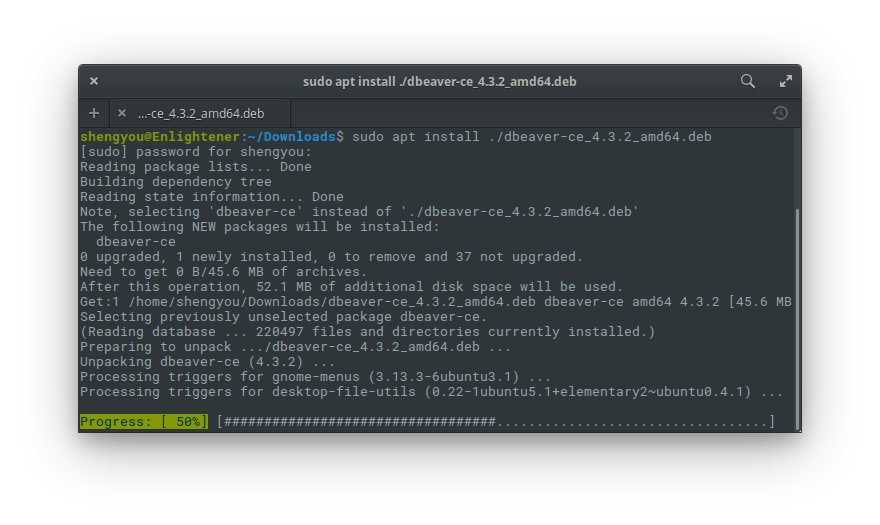 sudo apt install ./dbeaver-ce_4.3.2_amd64.deb
...-ce_4.3.2_amd64.deb
shengyou@Enlightener:~/Downloads$ sudo apt install ./dbeaver-ce_4.3.2_amd64.deb
[sudo] password for shengyou:
Reading package lists... Done
Building dependency tree
Reading state information... Done
Note, selecting 'dbeaver-ce' instead of './dbeaver-ce_4.3.2_amd64.deb'
The following NEW packages will be installed:
  dbeaver-ce
0 upgraded, 1 newly installed, 0 to remove and 37 not upgraded.
Need to get 0 B/45.6 MB of archives.
After this operation, 52.1 MB of additional disk space will be used.
Get:1 /home/shengyou/Downloads/dbeaver-ce_4.3.2_amd64.deb dbeaver-ce amd64 4.3.2 [45.6 MB
Selecting previously unselected package dbeaver-ce.
(Reading database ... 220497 files and directories currently installed.)
Preparing to unpack .../dbeaver-ce_4.3.2_amd64.deb ...
Unpacking dbeaver-ce (4.3.2) ...
Processing triggers for gnome-menus (3.13.3-6ubuntu3.1) ...
Processing triggers for desktop-file-utils (0.22-1ubuntu5.1+elementary2~ubuntu0.4.1) ...
Progress: [ 50%] [##################################..................................]